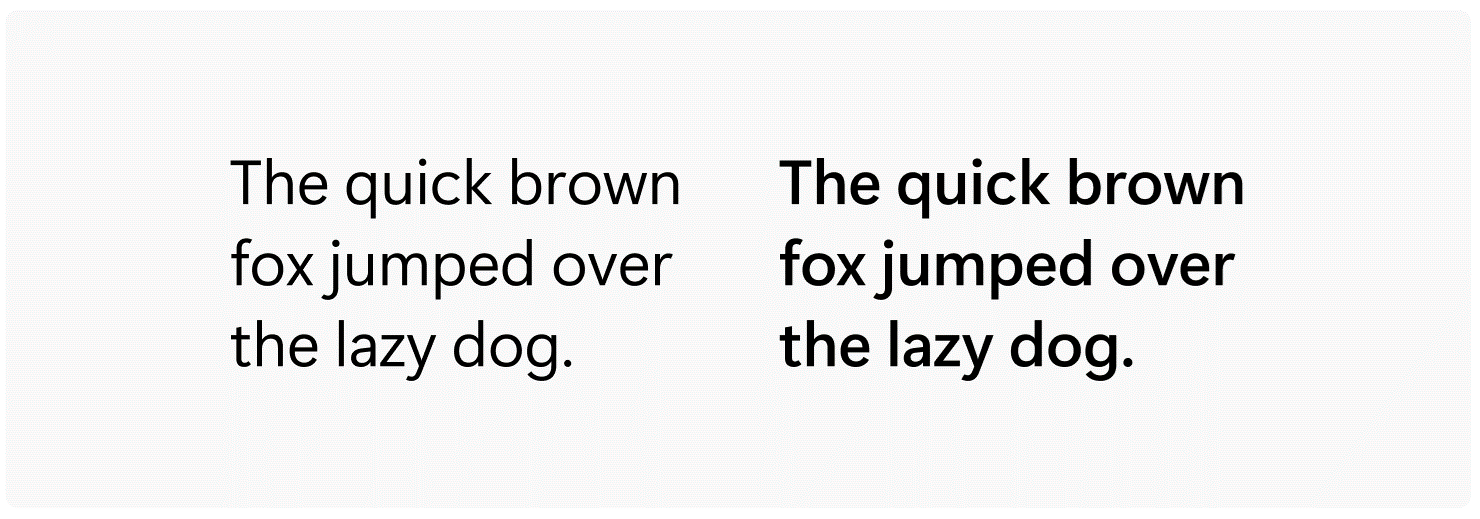 The quick brown
fox jumped over
the lazy dog.
The quick brown
fox jumped over
the lazy dog.